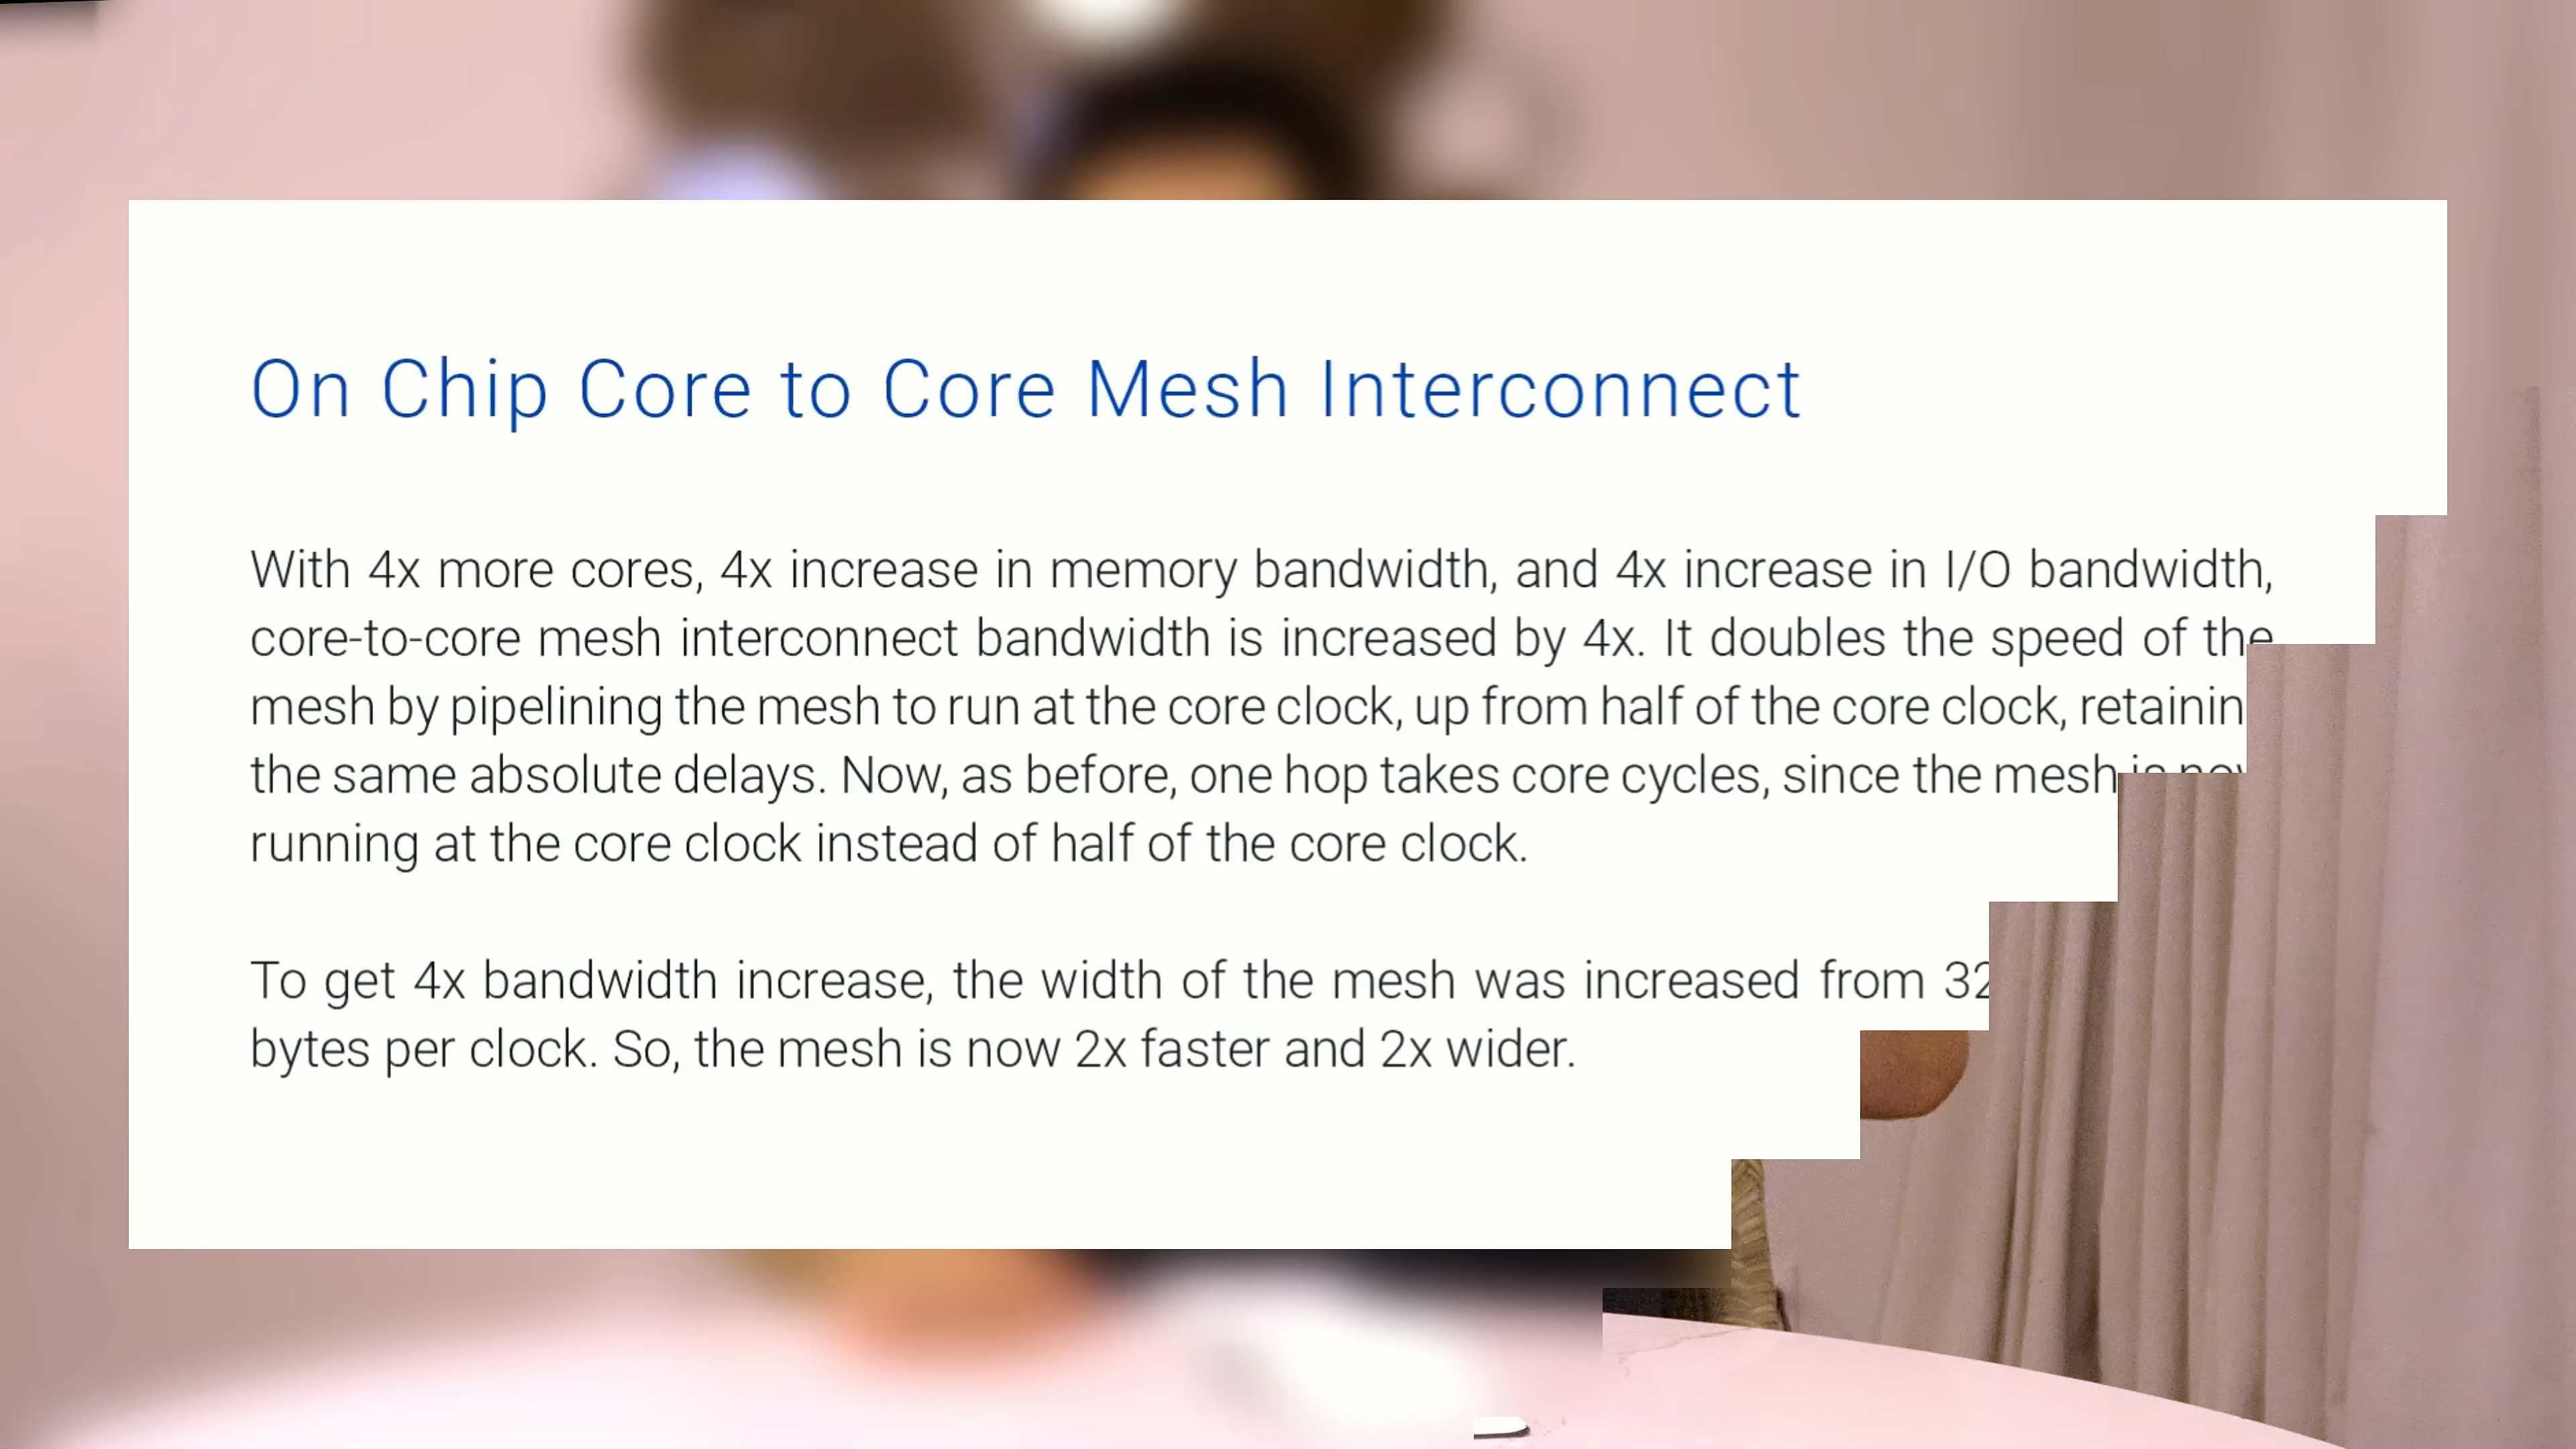 On Chip Core to Core Mesh Interconnect
With 4x more cores, 4x increase in memory bandwidth, and 4x increase in I/O bandwidth,
core-to-core mesh interconnect bandwidth is increased by 4x. It doubles the speed of the
mesh by pipelining the mesh to run at the core clock, up from half of the core clock, retainin
the same absolute delays. Now, as before, one hop takes core cycles, since the mesh is
running at the core clock instead of half of the core clock.
To get 4x bandwidth increase, the width of the mesh was increased from 32
bytes per clock. So, the mesh is now 2x faster and 2x wider.